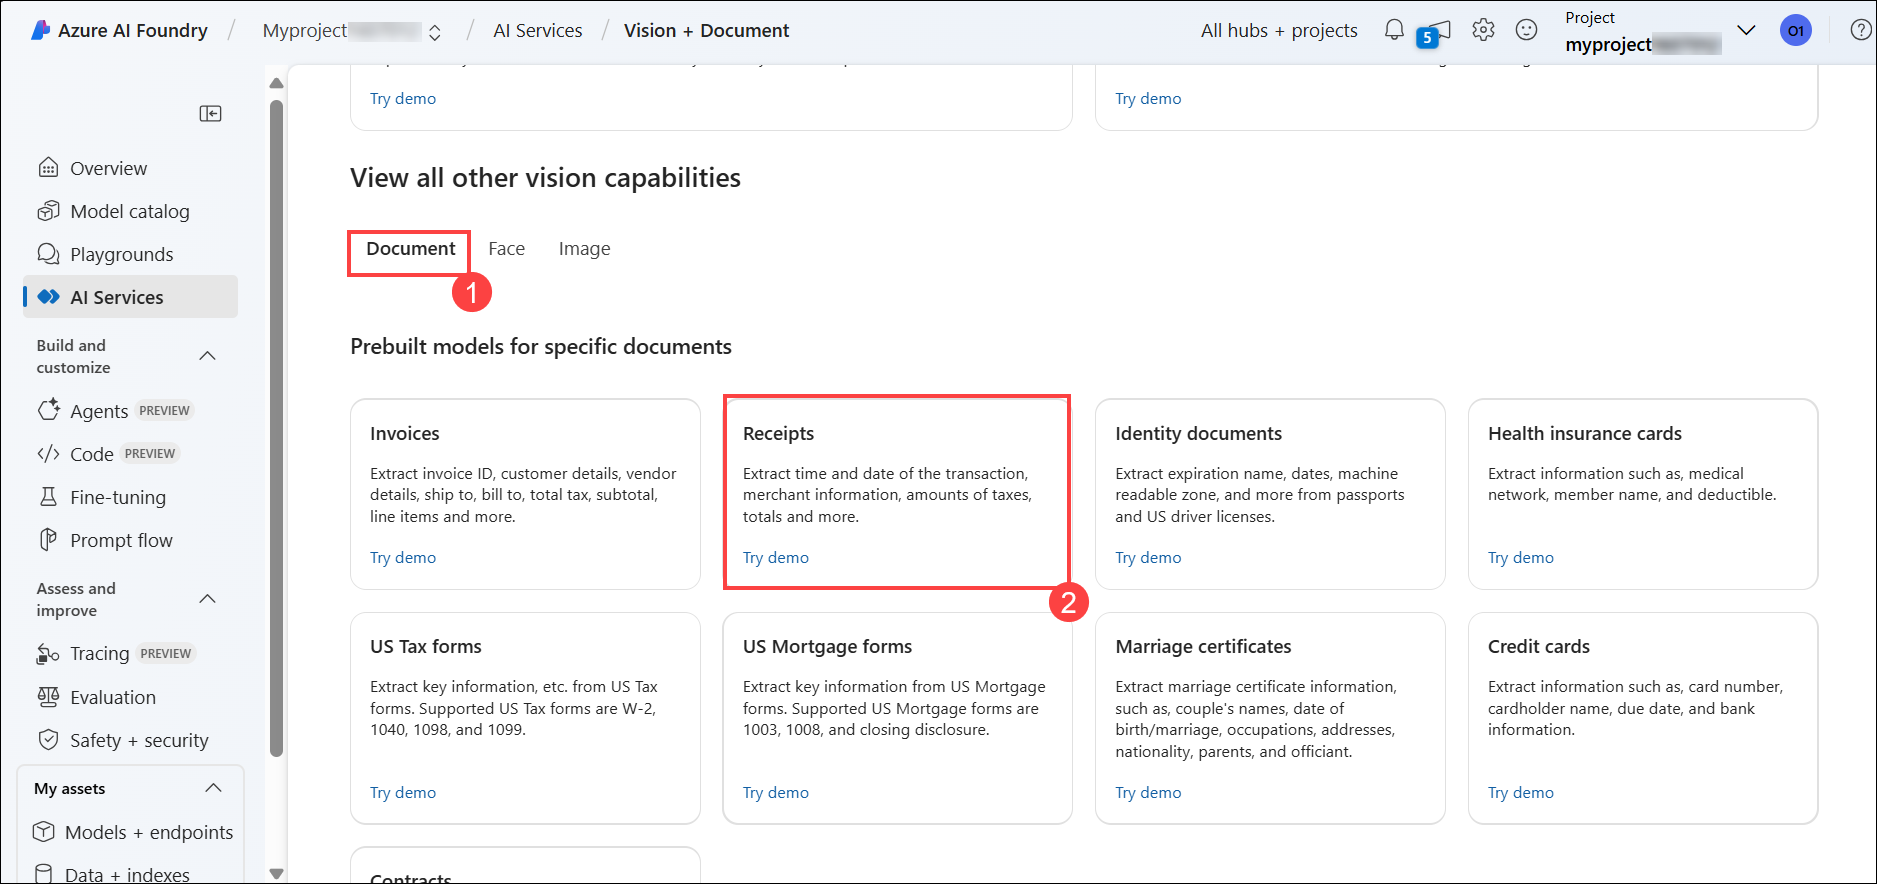 Azure AI Foundry / Myproject / AI Services / Vision + Document
All hubs + projects
5
Project
myproject
01
Try demo
Try demo
Overview
Model catalog
Playgrounds
AI Services
Build and
customize
Agents PREVIEW
Code PREVIEW
Fine-tuning
Prompt flow
Assess and
improve
Tracing PREVIEW
Evaluation
Safety + security
My assets
Models + endpoints
Data + indexes
View all other vision capabilities
Document Face Image
1
Prebuilt models for specific documents
Invoices
Extract invoice ID, customer details, vendor
details, ship to, bill to, total tax, subtotal,
line items and more.
Try demo
Receipts
Extract time and date of the transaction,
merchant information, amounts of taxes,
totals and more.
Try demo
2
Identity documents
Extract expiration name, dates, machine
readable zone, and more from passports
and US driver licenses.
Try demo
Health insurance cards
Extract information such as, medical
network, member name, and deductible.
Try demo
US Tax forms
Extract key information, etc. from US Tax
forms. Supported US Tax forms are W-2,
1040, 1098, and 1099.
Try demo
US Mortgage forms
Extract key information from US Mortgage
forms. Supported US Mortgage forms are
1003, 1008, and closing disclosure.
Try demo
Marriage certificates
Extract marriage certificate information,
such as, couple's names, date of
birth/marriage, occupations, addresses,
nationality, parents, and officiant.
Try demo
Credit cards
Extract information such as, card number,
cardholder name, due date, and bank
information.
Try demo
Contracts